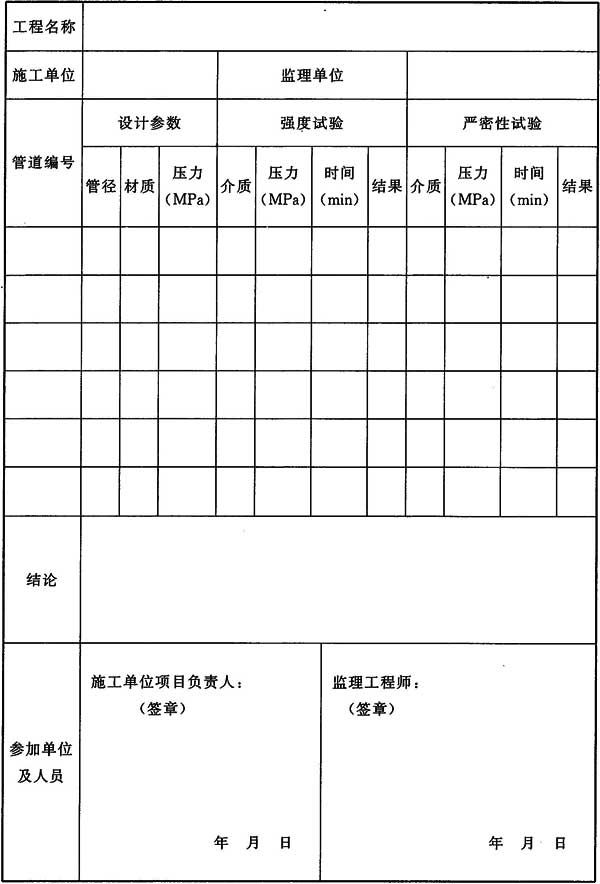 工程名称
施工单位 监理单位
管道编号 设计参数 强度试验 严密性试验
管径 材质 压力(MPa) 介质 压力(MPa) 时间(min) 结果 介质 压力(MPa) 时间(min) 结果
结论
参加单位及人员
施工单位项目负责人:
(签章)
年 月 日
监理工程师:
(签章)
年 月 日